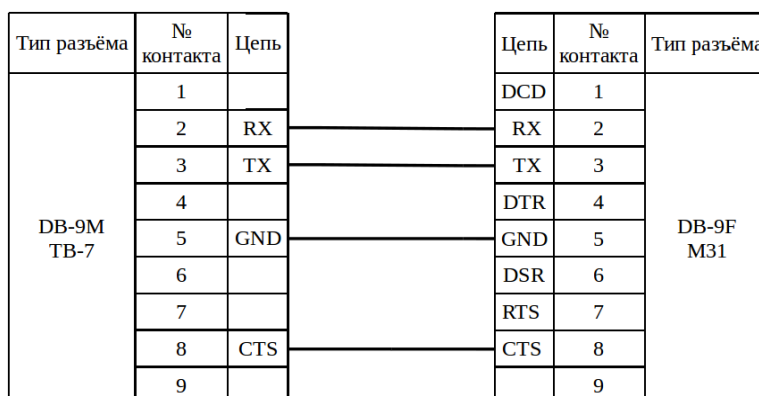 Тип разъёма № контакта Цепь Цепь № контакта Тип разъёма
1 DCD 1
2 RX RX 2
3 TX TX 3
4 DTR 4
DB-9M TB-7 5 GND GND 5 DB-9F M31
6 DSR 6
7 RTS 7
8 CTS CTS 8
9 9